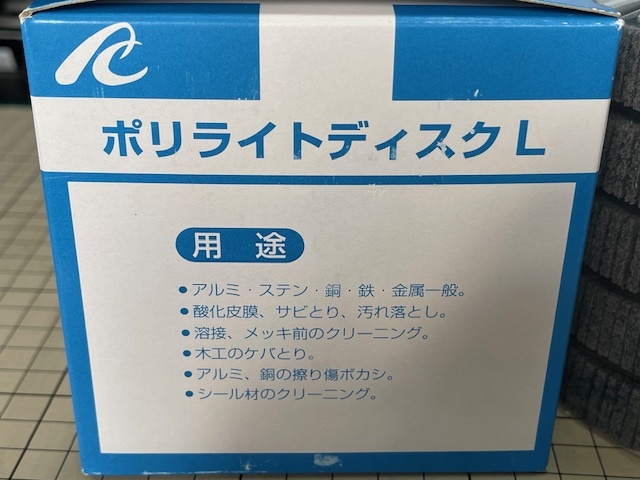 ポリライトディスクL
用途
●アルミ・ステン・銅・鉄・金属一般。
●酸化皮膜、サビとり、汚れ落とし。
●溶接、メッキ前のクリーニング。
●木工のケバとり。
●アルミ、銅の擦り傷ボカシ。
●シール材のクリーニング。